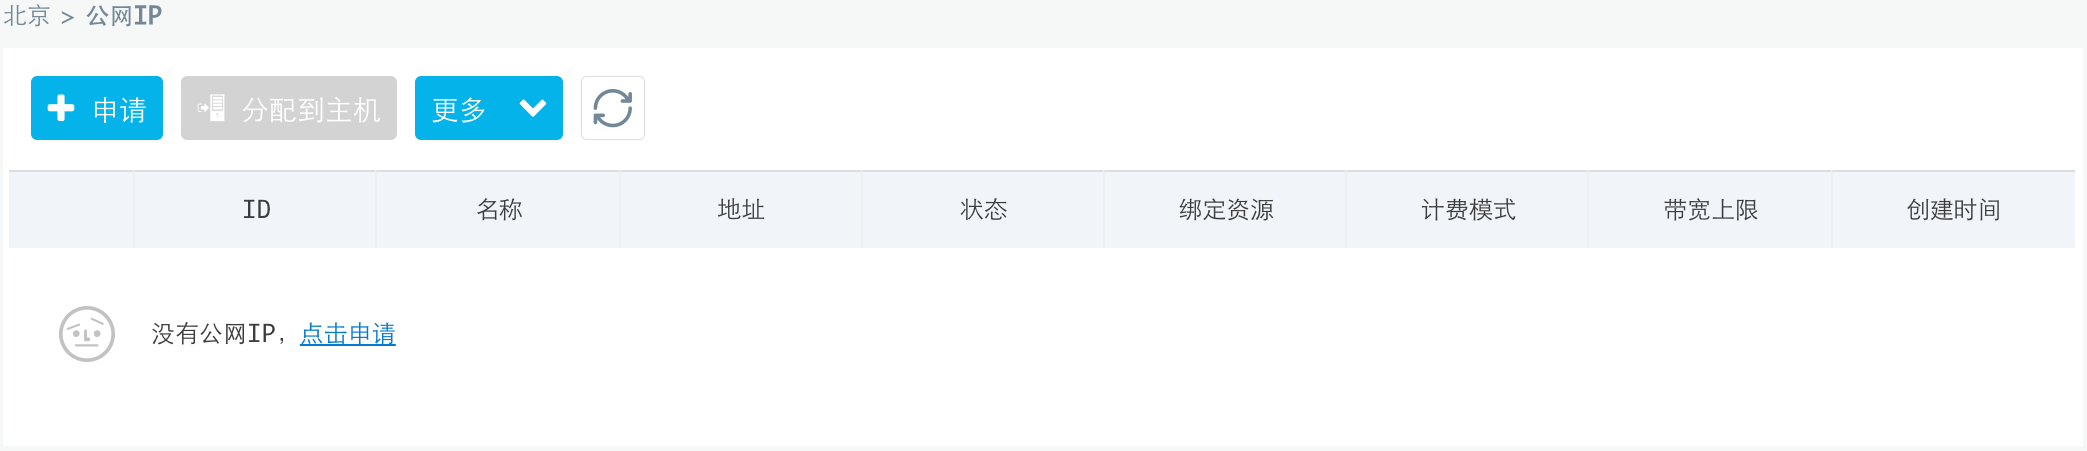 北京 > 公网IP
申请 分配到主机 更多
ID 名称 地址 状态 绑定资源 计费模式 带宽上限 创建时间
没有公网IP，点击申请